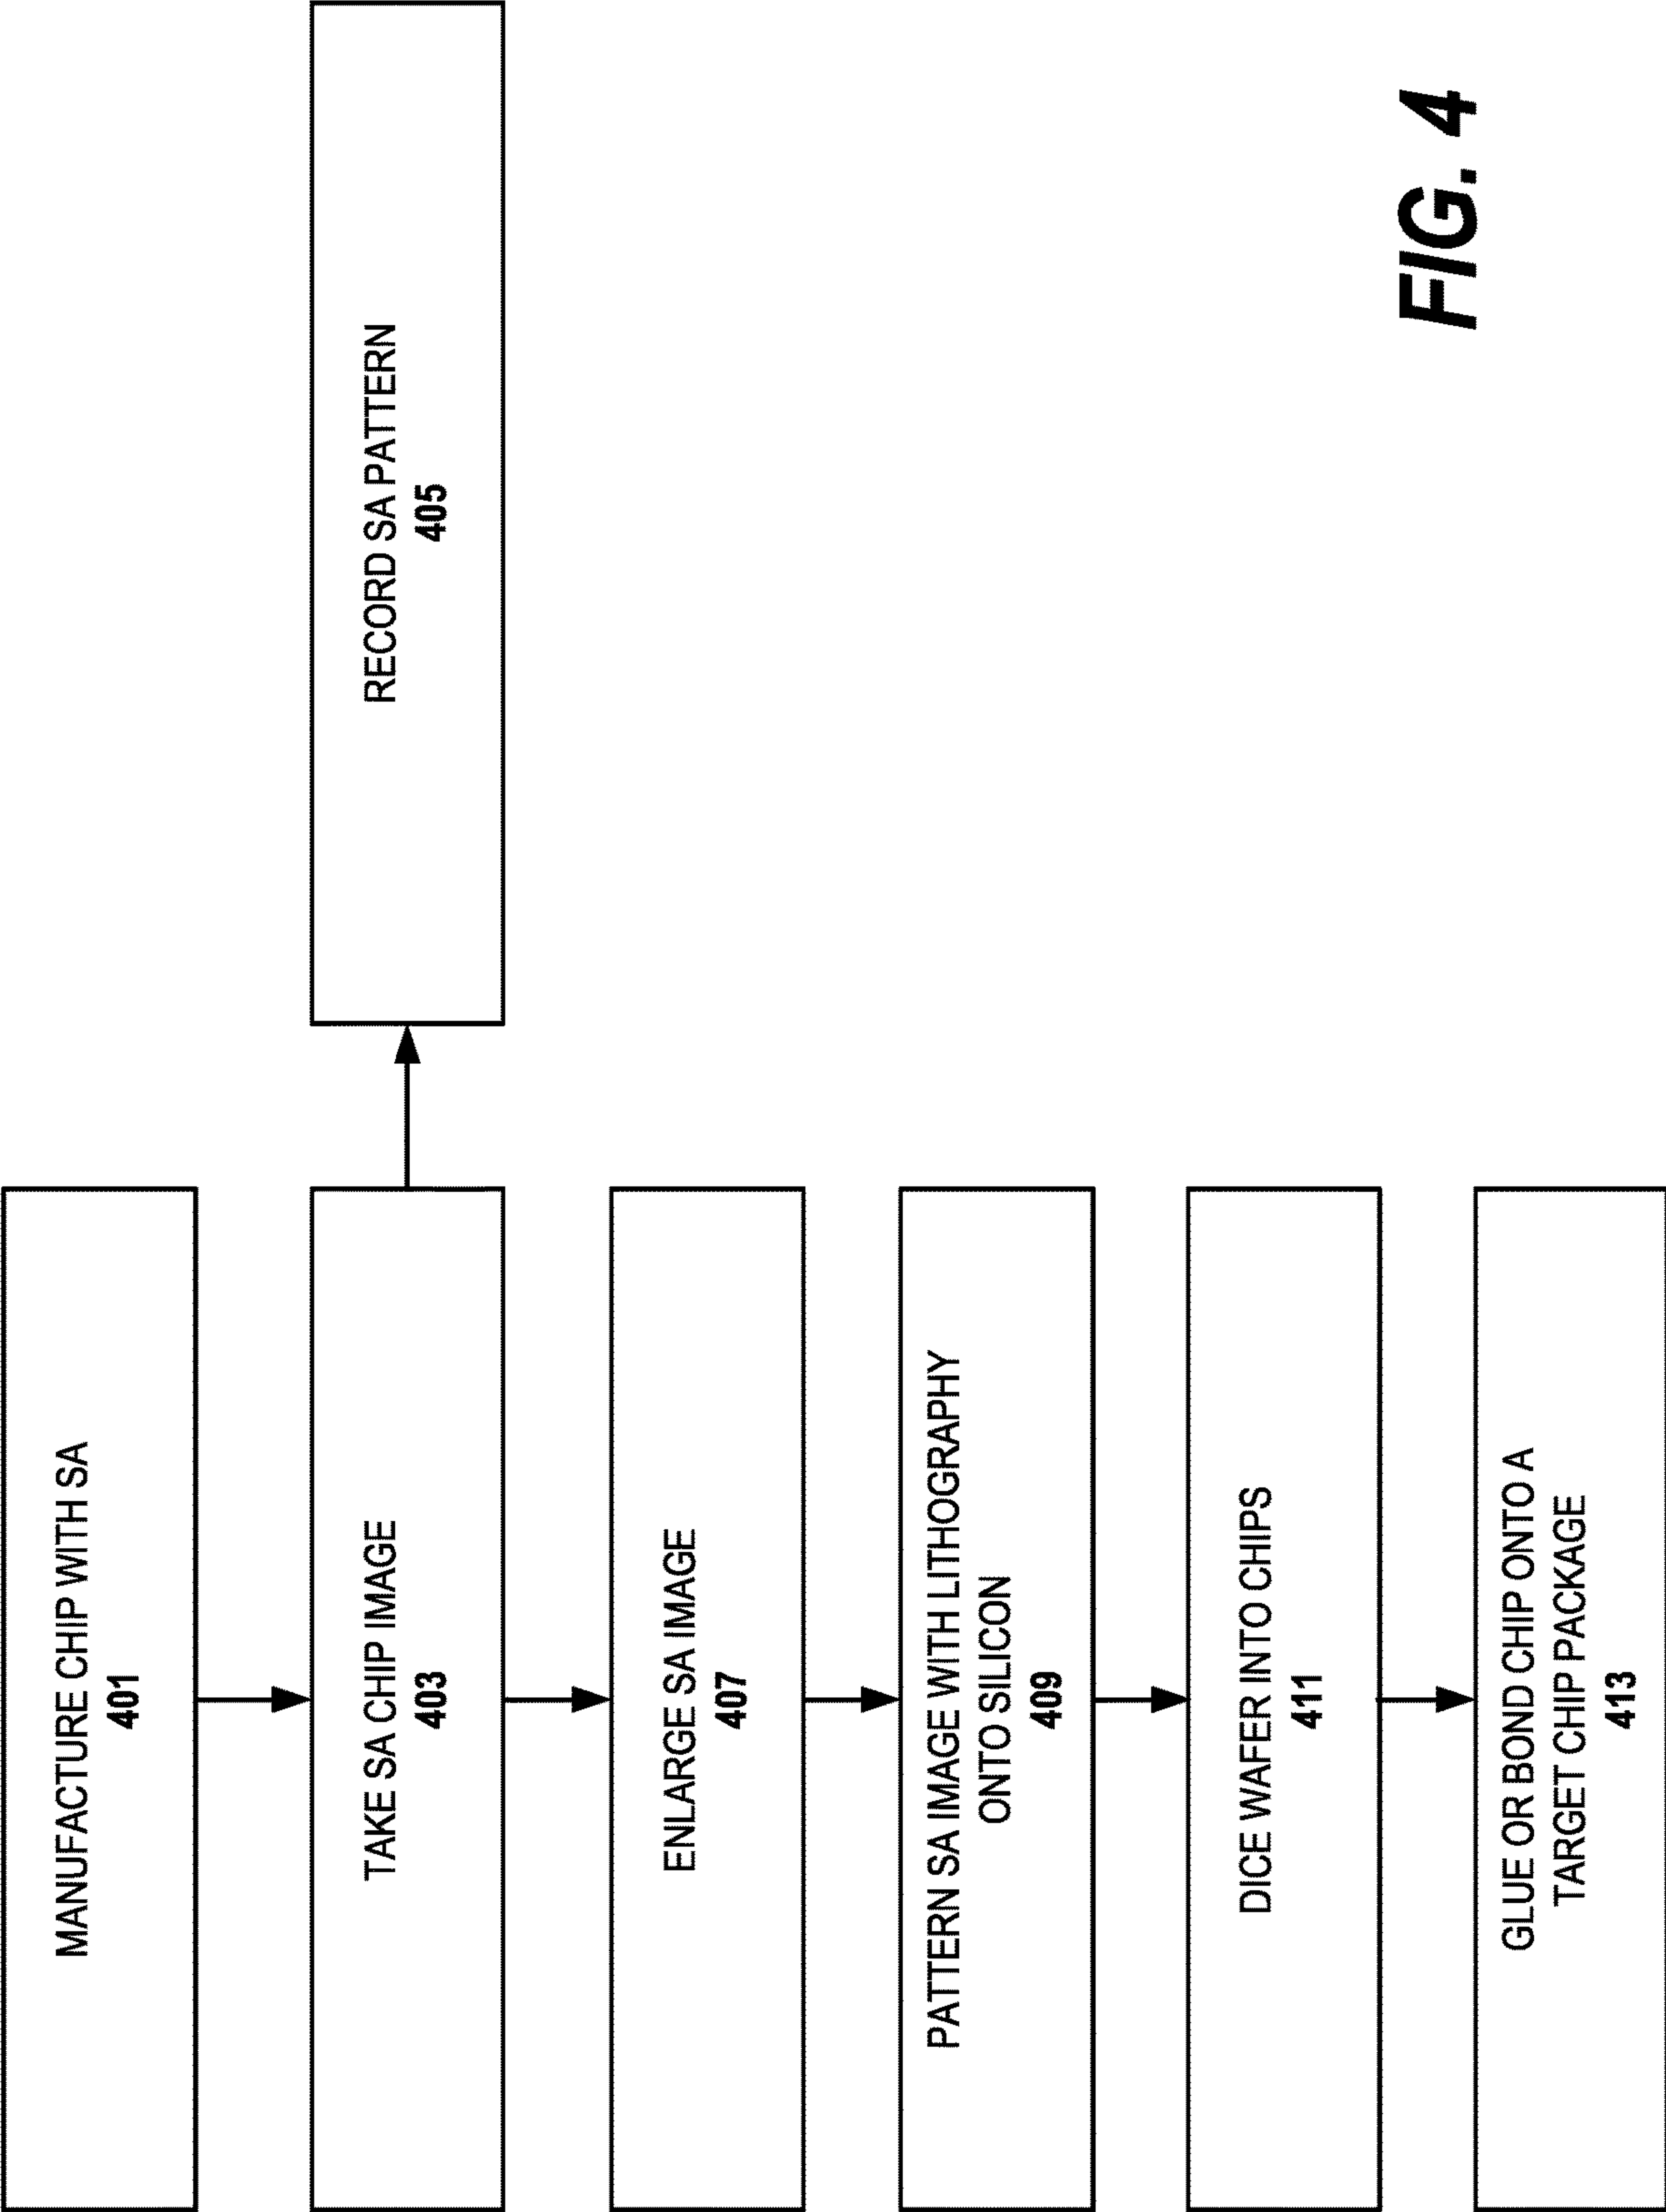 MANUFACTURE CHIP WITH SA
401
TAKE SA CHIP IMAGE
403
RECORD SA PATTERN
405
ENLARGE SA IMAGE
407
PATTERN SA IMAGE WITH LITHOGRAPHY
ONTO SILICON
409
DICE WAFER INTO CHIPS
411
GLUE OR BOND CHIP ONTO A
TARGET CHIP PACKAGE
413
FIG. 4